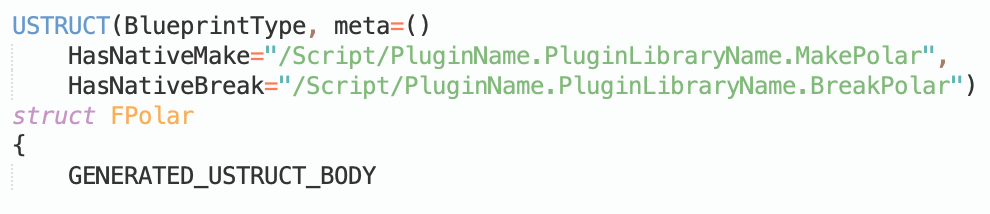 USTRUCT(BlueprintType, meta=()
HasNativeMake="/Script/PluginName.PluginLibraryName.MakePolar",
HasNativeBreak="/Script/PluginName.PluginLibraryName.BreakPolar")
struct FPolar
{
GENERATED_USTRUCT_BODY